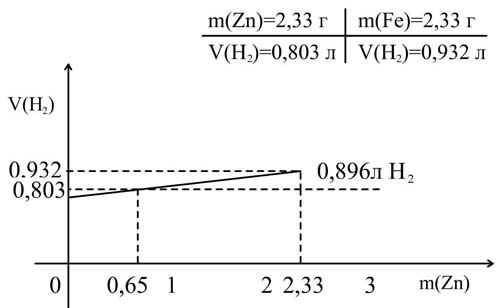 m(Zn)=2,33 г m(Fe)=2,33 г
V(H₂)=0,803 л V(H₂)=0,932 л
V(H₂)
0.932
0,896л H₂
0,803
0 0,65 1 2 2,33 3 m(Zn)